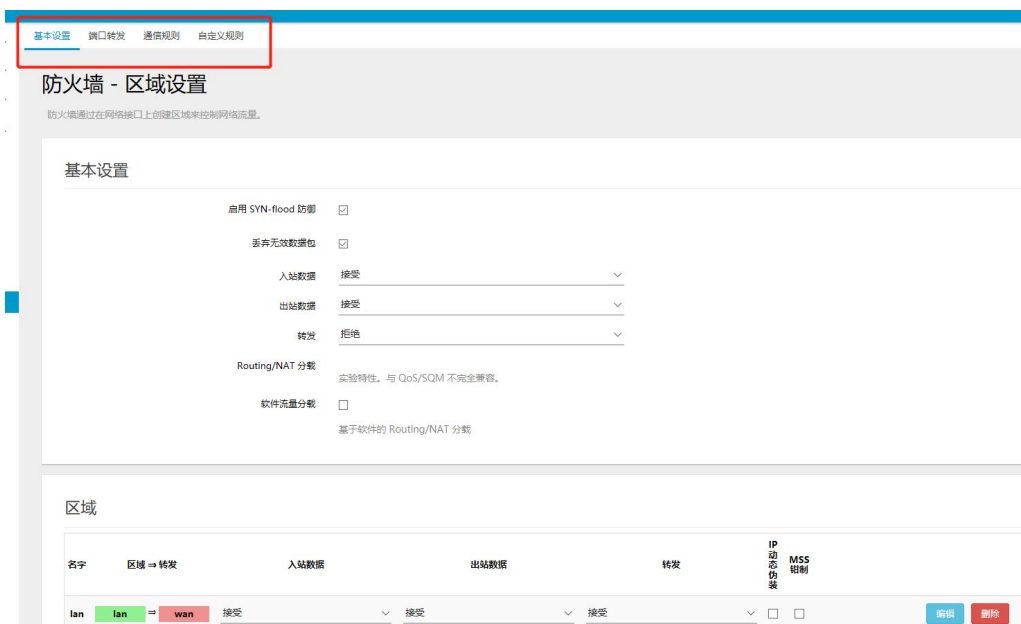 基本设置 端口转发 通信规则 自定义规则
防火墙 - 区域设置
防火墙通过在网络接口上创建区域来控制网络流量。
基本设置
启用 SYN-flood 防御
丢弃无效数据包
入站数据 接受
出站数据 接受
转发 拒绝
Routing/NAT 分载
实验特性。与 QoS/SQM 不完全兼容。
软件流量分载
基于软件的 Routing/NAT 分载
区域
名字 区域 ⇒ 转发 入站数据 出站数据 转发 IP动态伪装 MSS钳制
lan lan ⇒ wan 接受 接受 接受 编辑 删除